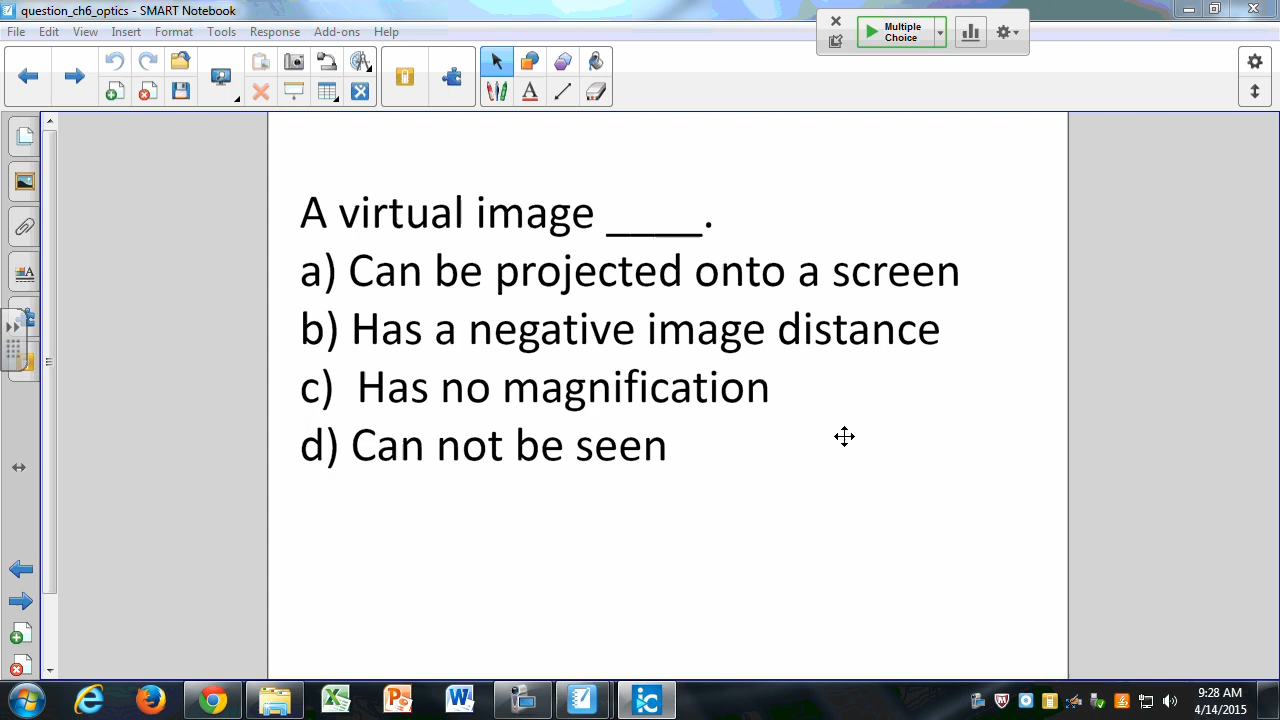 question_ch6_optics - SMART Notebook
File Edit View Insert Format Tools Response Add-ons Help
Multiple
Choice
A virtual image ____.
a) Can be projected onto a screen
b) Has a negative image distance
c) Has no magnification
d) Can not be seen
9:28 AM
4/14/2015